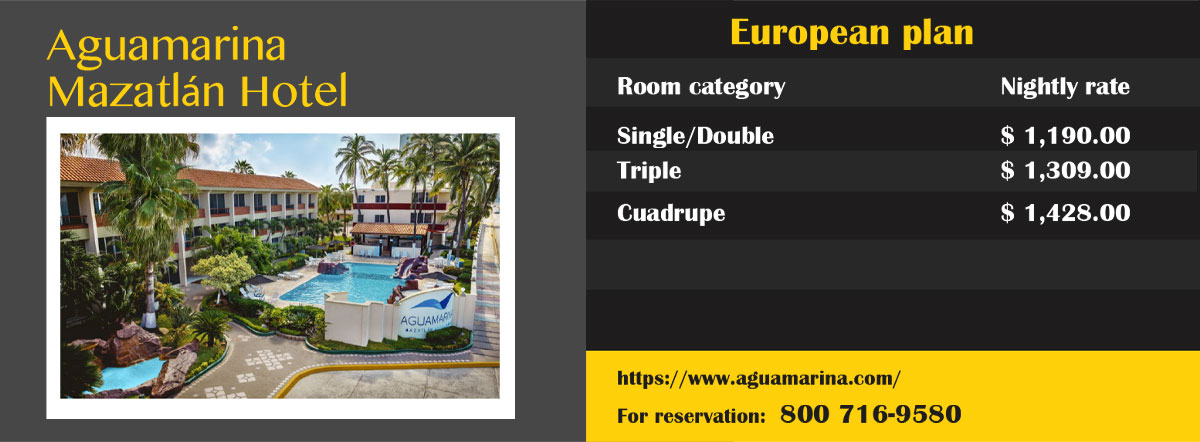 Aguamarina
Mazatlán Hotel
AGUAMARINA
European plan
Room category Nightly rate
Single/Double $ 1,190.00
Triple $ 1,309.00
Cuadrupe $ 1,428.00
https://www.aguamarina.com/
For reservation: 800 716-9580